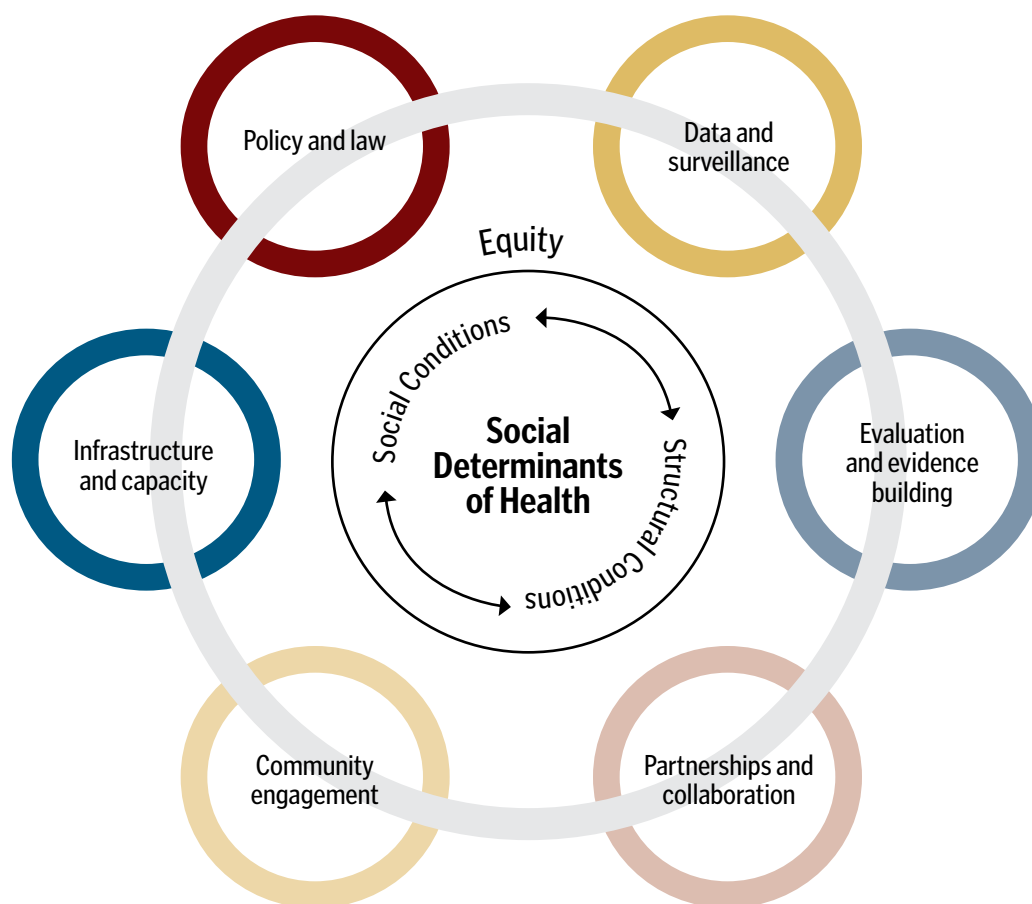 Policy and law
Data and
surveillance
Equity
Social Conditions
Structural Conditions
Social
Determinants
of Health
Infrastructure
and capacity
Evaluation
and evidence
building
Community
engagement
Partnerships and
collaboration